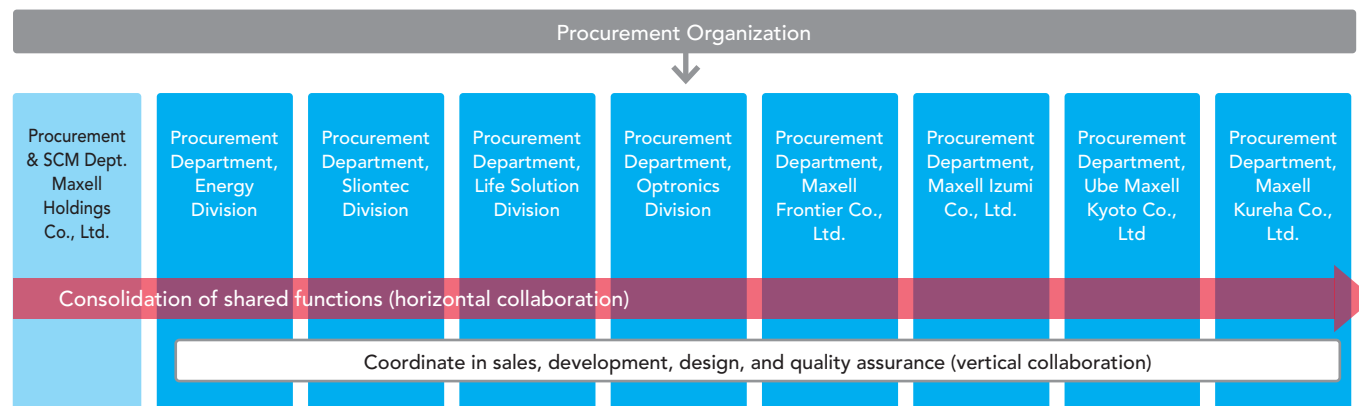 Procurement Organization
Procurement
& SCM Dept.
Maxell
Holdings
Co., Ltd.
Procurement
Department,
Energy
Division
Procurement
Department,
Sliontec
Division
Procurement
Department,
Life Solution
Division
Procurement
Department,
Optronics
Division
Procurement
Department,
Maxell
Frontier Co.,
Ltd.
Procurement
Department,
Maxell Izumi
Co., Ltd.
Procurement
Department,
Ube Maxell
Kyoto Co.,
Ltd
Procurement
Department,
Maxell
Kureha Co.,
Ltd.
Consolidation of shared functions (horizontal collaboration)
Coordinate in sales, development, design, and quality assurance (vertical collaboration)